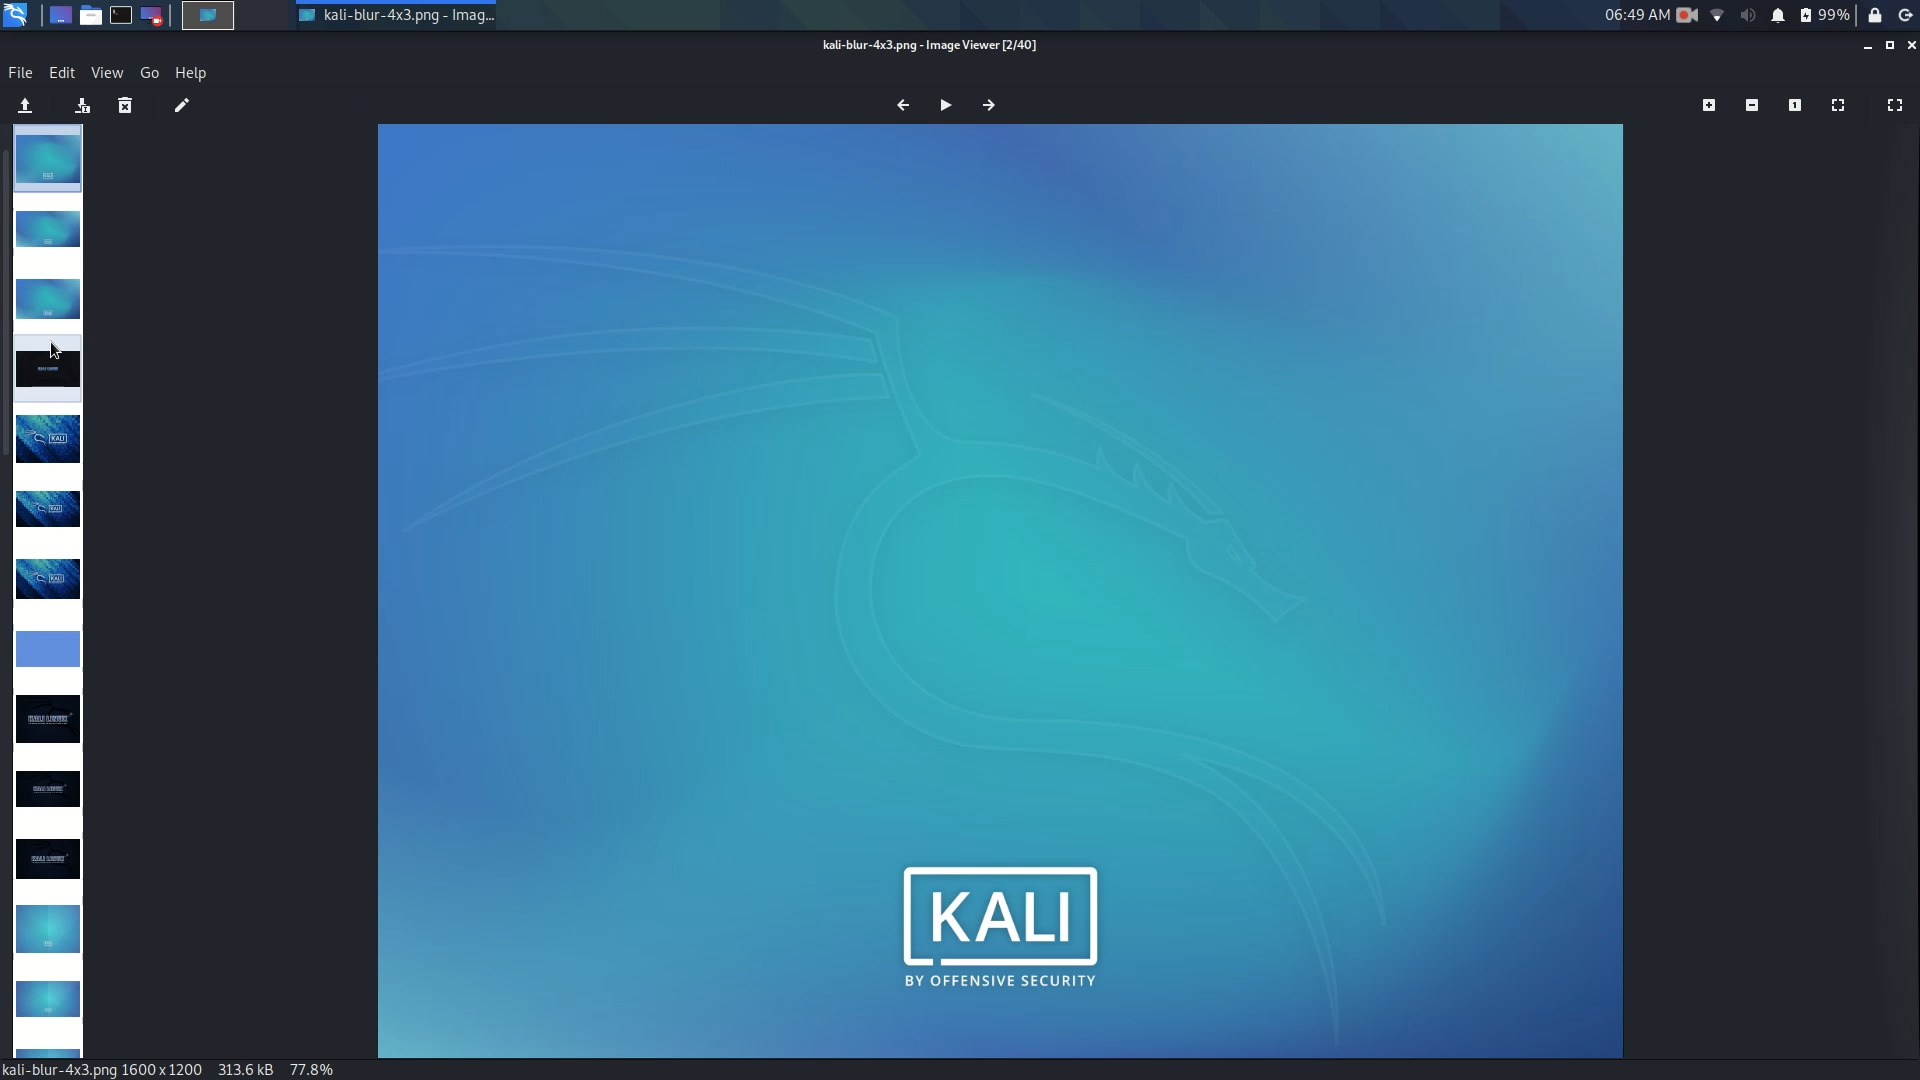 kali-blur-4x3.png - Imag...
06:49 AM
99%
kali-blur-4x3.png - Image Viewer [2/40]
File Edit View Go Help
KALI
BY OFFENSIVE SECURITY
kali-blur-4x3.png 1600 x 1200 313.6 kB 77.8%